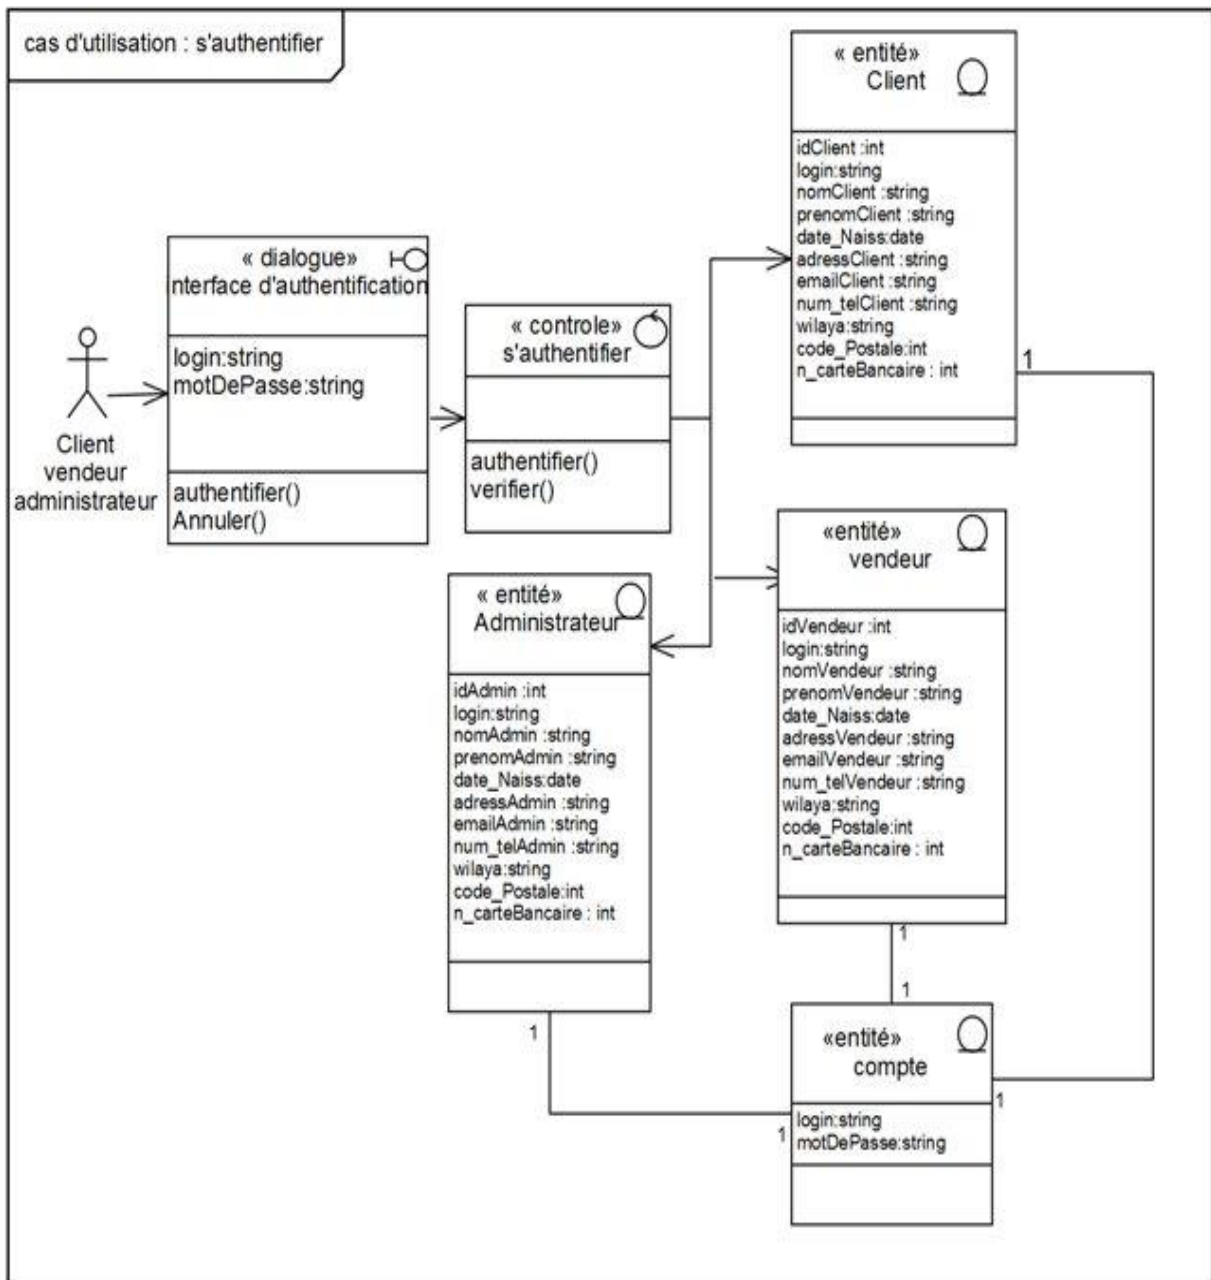 cas d'utilisation : s'authentifier
« entité»
Client
idClient :int
login:string
nomClient :string
prenomClient :string
date_Naiss:date
adressClient :string
emailClient :string
num_telClient :string
wilaya:string
code_Postale:int
n_carteBancaire : int
1
« dialogue»
nterface d'authentification
login:string
motDePasse:string
authentifier()
Annuler()
Client
vendeur
administrateur
« controle»
s'authentifier
authentifier()
verifier()
«entité»
vendeur
idVendeur :int
login:string
nomVendeur :string
prenomVendeur :string
date_Naiss:date
adressVendeur :string
emailVendeur :string
num_telVendeur :string
wilaya:string
code_Postale:int
n_carteBancaire : int
1
1
« entité»
Administrateur
idAdmin :int
login:string
nomAdmin :string
prenomAdmin :string
date_Naiss:date
adressAdmin :string
emailAdmin :string
num_telAdmin :string
wilaya:string
code_Postale:int
n_carteBancaire : int
1
1
«entité»
compte
login:string
motDePasse:string
1